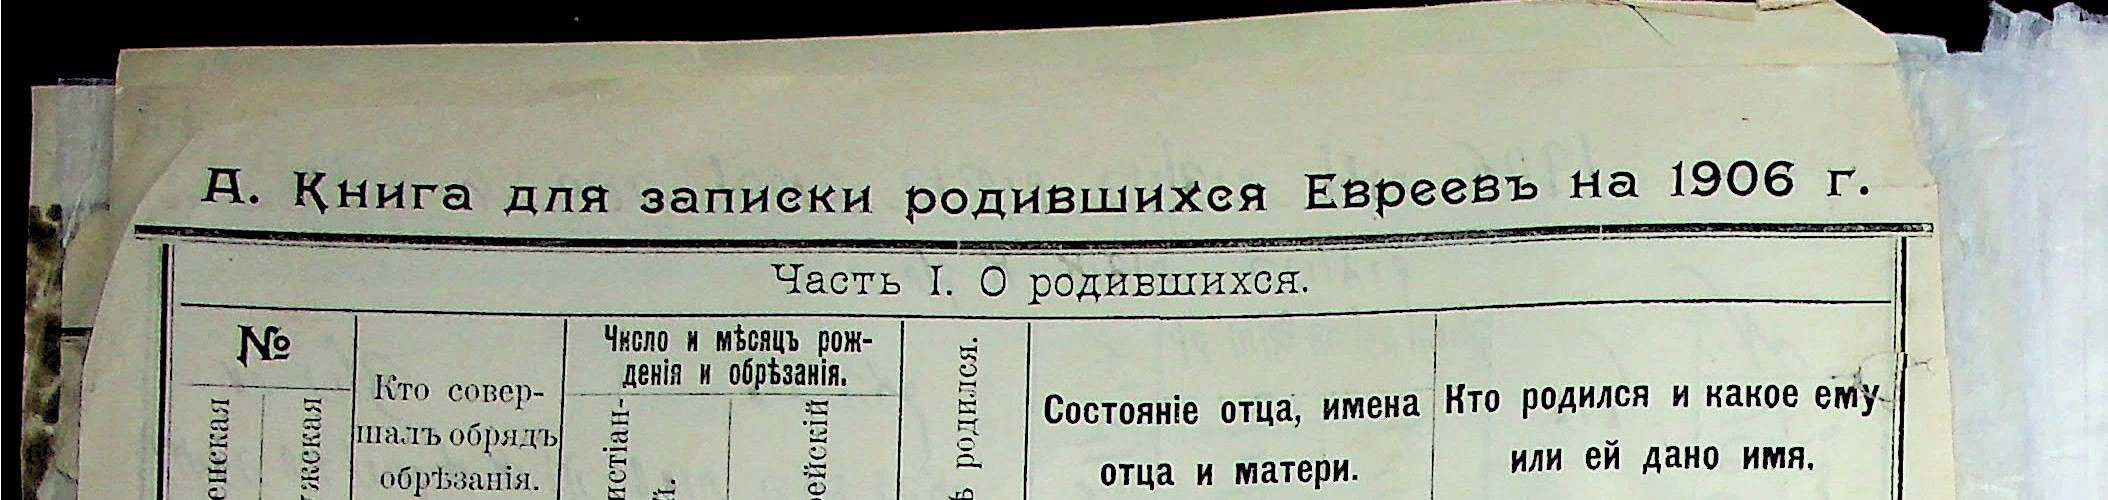 А. Книга для записки родившихся Евреевъ на 1906 г.
Часть I. О родившихся.
№
Кто совер-
шалъ обрядъ
обрѣзанія.
Число и мѣсяцъ рож-
денія и обрѣзанія.
родился.
Состояніе отца, имена
отца и матери.
Кто родился и какое ему
или ей дано имя.